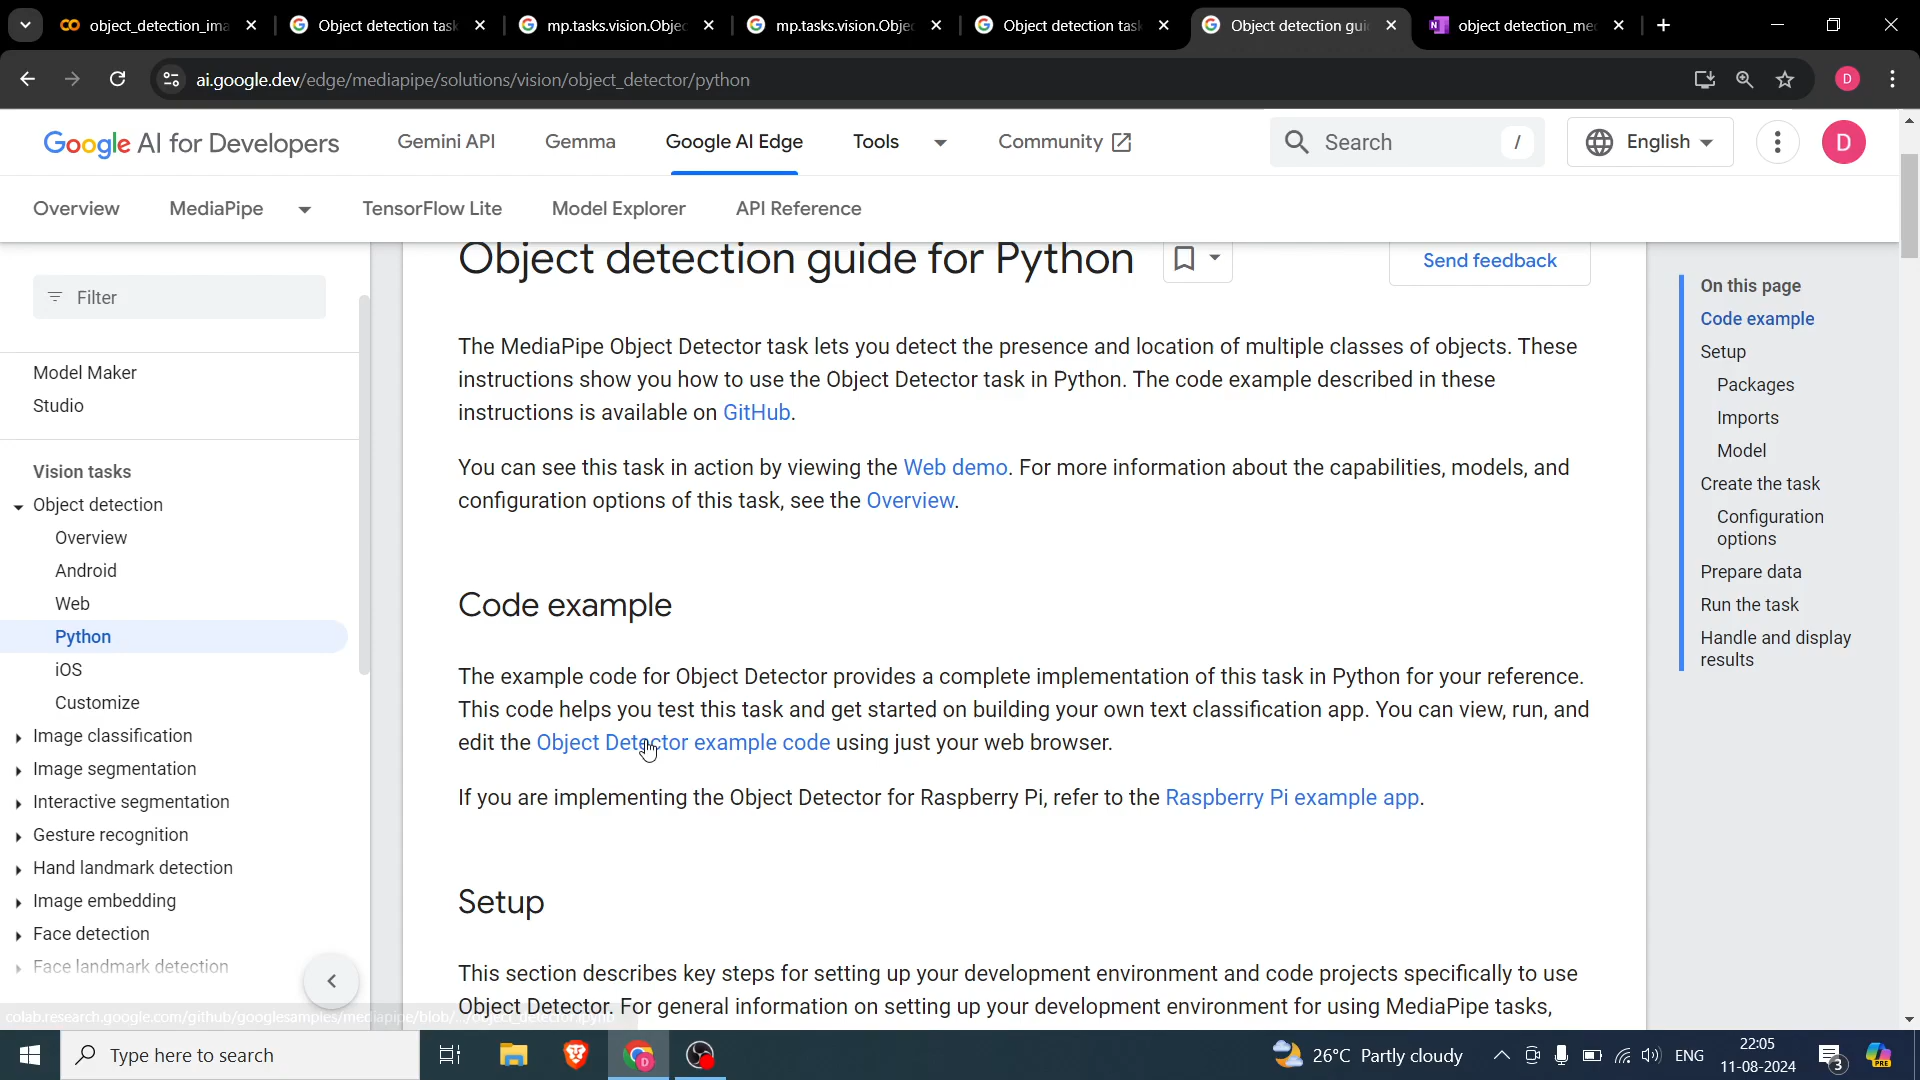 object_detection_ima
Object detection task
mp.tasks.vision.Objec
mp.tasks.vision.Objec
Object detection task
Object detection gui
object detection_me
ai.google.dev/edge/mediapipe/solutions/vision/object_detector/python
D
Google AI for Developers
Gemini API
Gemma
Google AI Edge
Tools
Community
Search
/
English
D
Overview
MediaPipe
TensorFlow Lite
Model Explorer
API Reference
Filter
Model Maker
Studio
Vision tasks
Object detection
Overview
Android
Web
Python
iOS
Customize
Image classification
Image segmentation
Interactive segmentation
Gesture recognition
Hand landmark detection
Image embedding
Face detection
Face landmark detection
Object detection guide for Python
Send feedback
The MediaPipe Object Detector task lets you detect the presence and location of multiple classes of objects. These
instructions show you how to use the Object Detector task in Python. The code example described in these
instructions is available on GitHub.
You can see this task in action by viewing the Web demo. For more information about the capabilities, models, and
configuration options of this task, see the Overview.
Code example
The example code for Object Detector provides a complete implementation of this task in Python for your reference.
This code helps you test this task and get started on building your own text classification app. You can view, run, and
edit the Object Detector example code using just your web browser.
If you are implementing the Object Detector for Raspberry Pi, refer to the Raspberry Pi example app.
Setup
This section describes key steps for setting up your development environment and code projects specifically to use
Object Detector. For general information on setting up your development environment for using MediaPipe tasks,
On this page
Code example
Setup
Packages
Imports
Model
Create the task
Configuration
options
Prepare data
Run the task
Handle and display
results
colab.research.google.com/github/googlesamples/mediapipe/blob/.../object_detector.ipynb
Type here to search
26°C Partly cloudy
ENG
22:05
11-08-2024
3
PRE